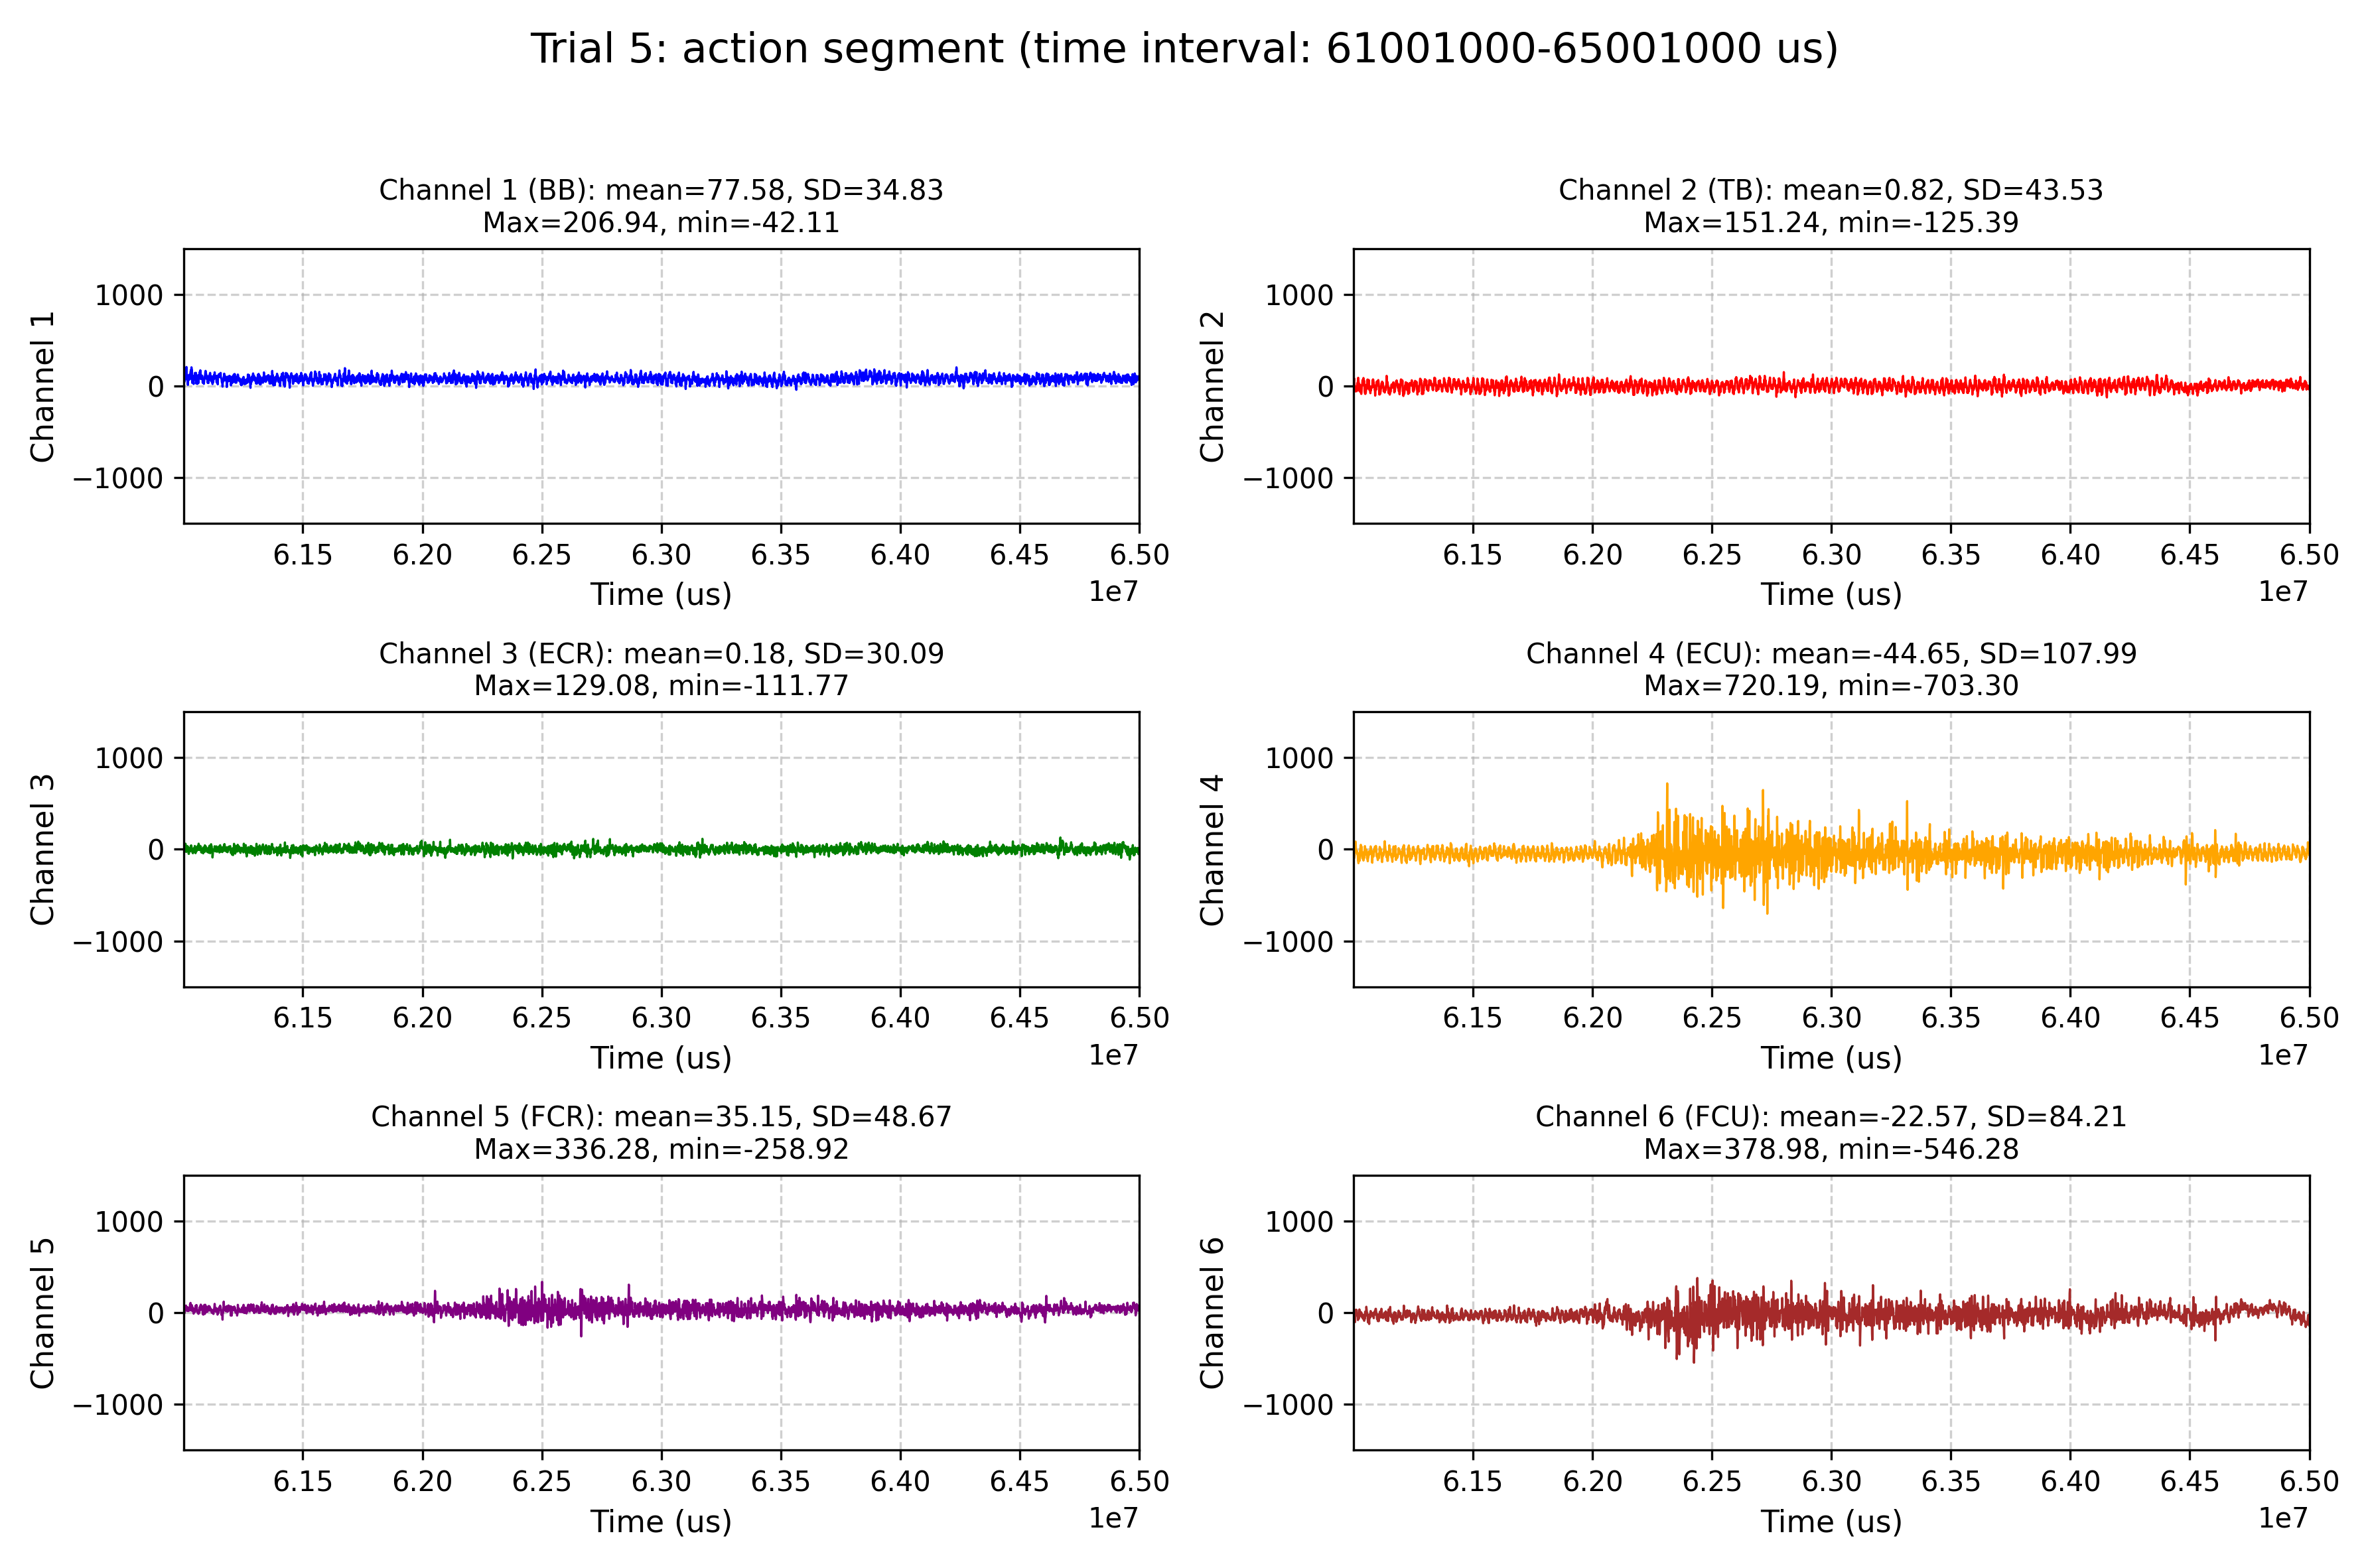 Trial 5: action segment (time interval: 61001000-65001000 us)
Channel 1 (BB): mean=77.58, SD=34.83
Max=206.94, min=-42.11
Channel 1
1000
0
−1000
6.15 6.20 6.25 6.30 6.35 6.40 6.45 6.50
Time (us)
1e7
Channel 2 (TB): mean=0.82, SD=43.53
Max=151.24, min=-125.39
Channel 2
1000
0
−1000
6.15 6.20 6.25 6.30 6.35 6.40 6.45 6.50
Time (us)
1e7
Channel 3 (ECR): mean=0.18, SD=30.09
Max=129.08, min=-111.77
Channel 3
1000
0
−1000
6.15 6.20 6.25 6.30 6.35 6.40 6.45 6.50
Time (us)
1e7
Channel 4 (ECU): mean=-44.65, SD=107.99
Max=720.19, min=-703.30
Channel 4
1000
0
−1000
6.15 6.20 6.25 6.30 6.35 6.40 6.45 6.50
Time (us)
1e7
Channel 5 (FCR): mean=35.15, SD=48.67
Max=336.28, min=-258.92
Channel 5
1000
0
−1000
6.15 6.20 6.25 6.30 6.35 6.40 6.45 6.50
Time (us)
1e7
Channel 6 (FCU): mean=-22.57, SD=84.21
Max=378.98, min=-546.28
Channel 6
1000
0
−1000
6.15 6.20 6.25 6.30 6.35 6.40 6.45 6.50
Time (us)
1e7